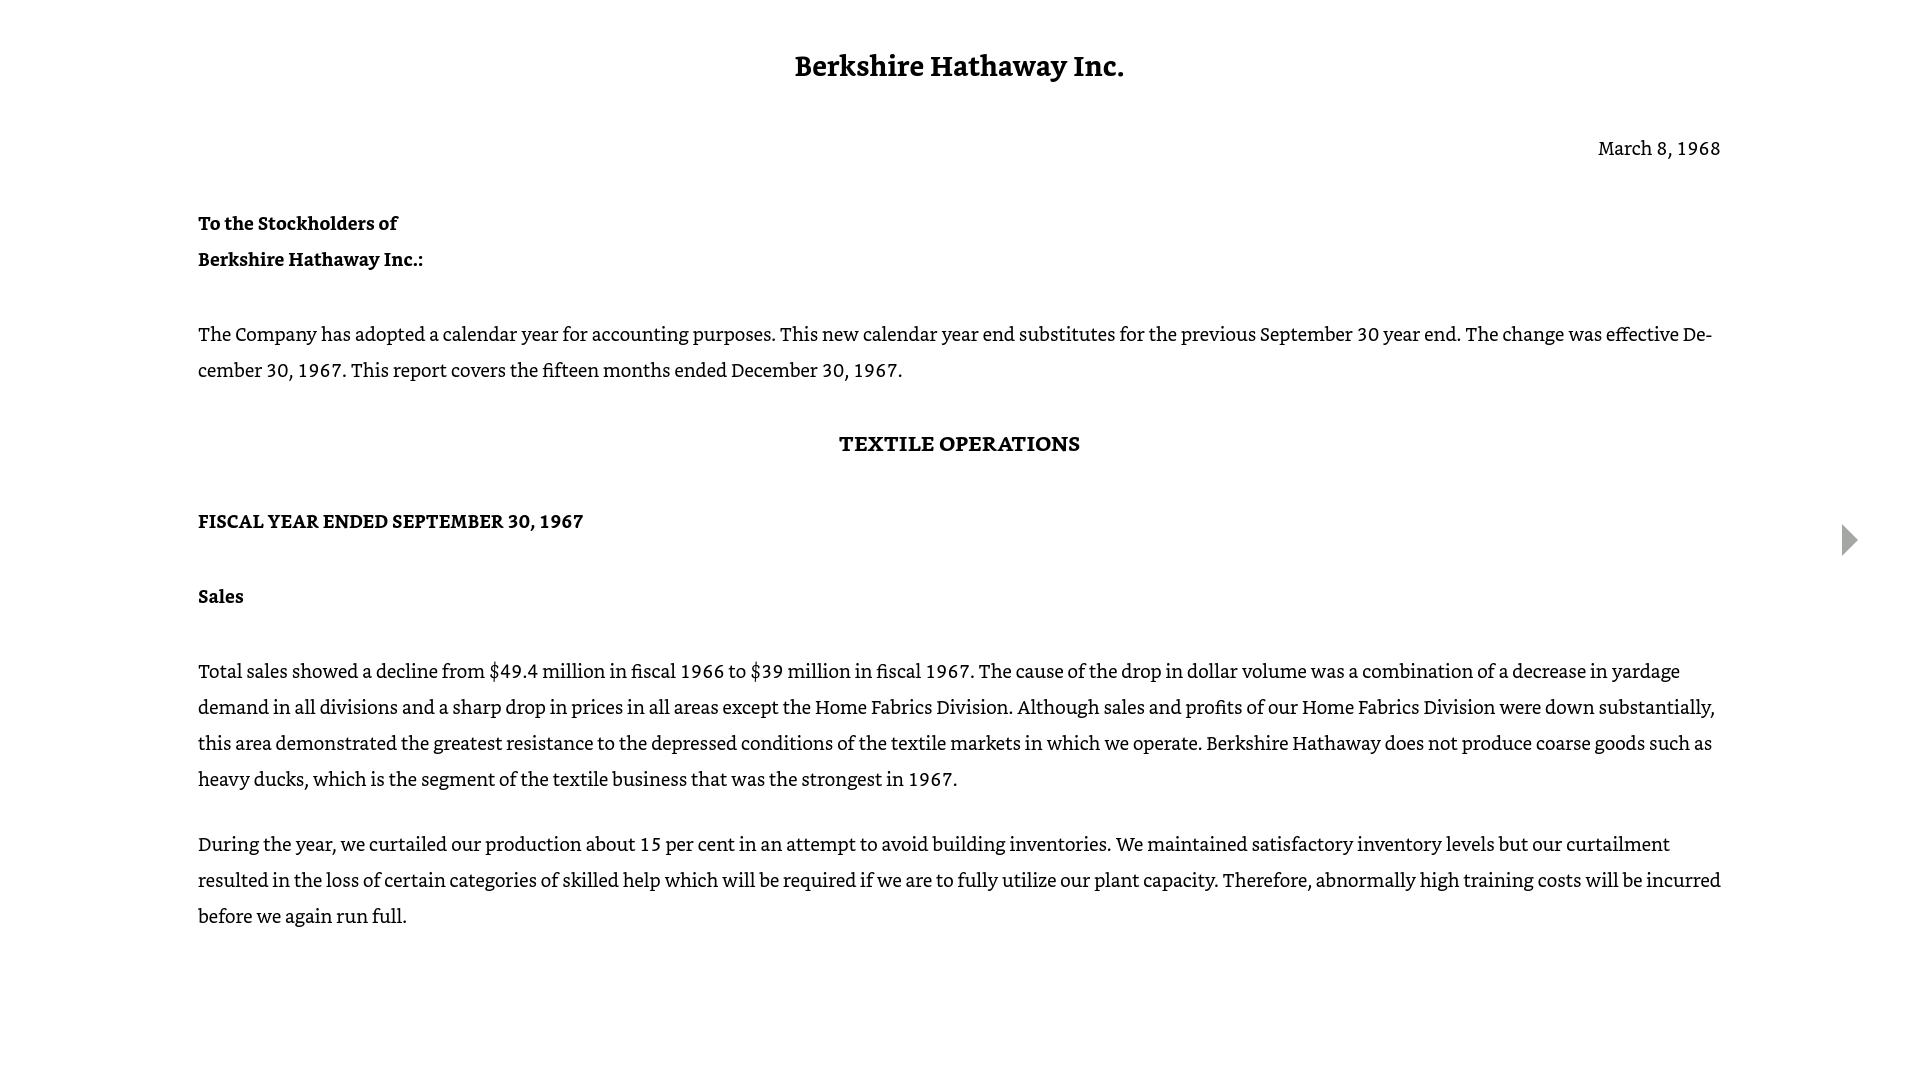 Berkshire Hathaway Inc.
March 8, 1968
To the Stockholders of
Berkshire Hathaway Inc.:
The Company has adopted a calendar year for accounting purposes. This new calendar year end substitutes for the previous September 30 year end. The change was effective De-
cember 30, 1967. This report covers the fifteen months ended December 30, 1967.
TEXTILE OPERATIONS
FISCAL YEAR ENDED SEPTEMBER 30, 1967
Sales
Total sales showed a decline from $49.4 million in fiscal 1966 to $39 million in fiscal 1967. The cause of the drop in dollar volume was a combination of a decrease in yardage
demand in all divisions and a sharp drop in prices in all areas except the Home Fabrics Division. Although sales and profits of our Home Fabrics Division were down substantially,
this area demonstrated the greatest resistance to the depressed conditions of the textile markets in which we operate. Berkshire Hathaway does not produce coarse goods such as
heavy ducks, which is the segment of the textile business that was the strongest in 1967.
During the year, we curtailed our production about 15 per cent in an attempt to avoid building inventories. We maintained satisfactory inventory levels but our curtailment
resulted in the loss of certain categories of skilled help which will be required if we are to fully utilize our plant capacity. Therefore, abnormally high training costs will be incurred
before we again run full.